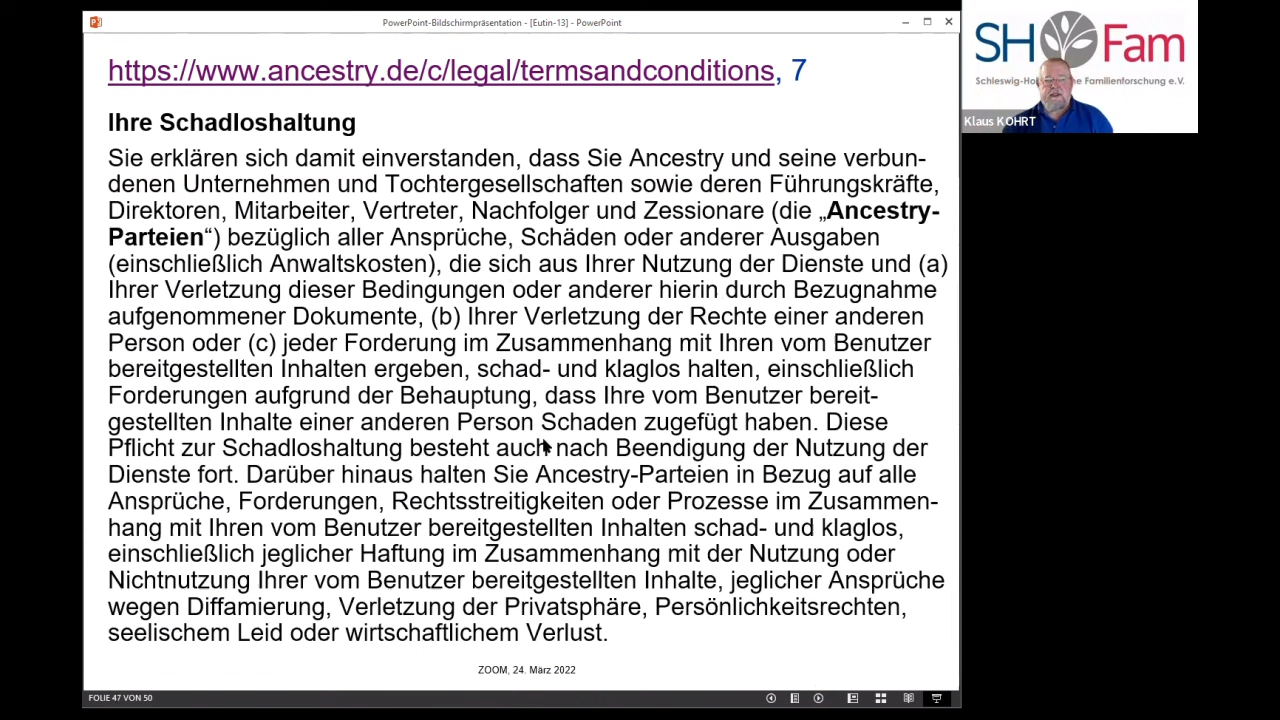 PowerPoint-Bildschirmpräsentation - [Eutin-13] - PowerPoint
https://www.ancestry.de/c/legal/termsandconditions, 7
Ihre Schadloshaltung
Sie erklären sich damit einverstanden, dass Sie Ancestry und seine verbun-
denen Unternehmen und Tochtergesellschaften sowie deren Führungskräfte,
Direktoren, Mitarbeiter, Vertreter, Nachfolger und Zessionare (die „Ancestry-
Parteien“) bezüglich aller Ansprüche, Schäden oder anderer Ausgaben
(einschließlich Anwaltskosten), die sich aus Ihrer Nutzung der Dienste und (a)
Ihrer Verletzung dieser Bedingungen oder anderer hierin durch Bezugnahme
aufgenommener Dokumente, (b) Ihrer Verletzung der Rechte einer anderen
Person oder (c) jeder Forderung im Zusammenhang mit Ihren vom Benutzer
bereitgestellten Inhalten ergeben, schad- und klaglos halten, einschließlich
Forderungen aufgrund der Behauptung, dass Ihre vom Benutzer bereit-
gestellten Inhalte einer anderen Person Schaden zugefügt haben. Diese
Pflicht zur Schadloshaltung besteht auch nach Beendigung der Nutzung der
Dienste fort. Darüber hinaus halten Sie Ancestry-Parteien in Bezug auf alle
Ansprüche, Forderungen, Rechtsstreitigkeiten oder Prozesse im Zusammen-
hang mit Ihren vom Benutzer bereitgestellten Inhalten schad- und klaglos,
einschließlich jeglicher Haftung im Zusammenhang mit der Nutzung oder
Nichtnutzung Ihrer vom Benutzer bereitgestellten Inhalte, jeglicher Ansprüche
wegen Diffamierung, Verletzung der Privatsphäre, Persönlichkeitsrechten,
seelischem Leid oder wirtschaftlichem Verlust.
ZOOM, 24. März 2022
FOLIE 47 VON 50
SH Fam
Familienforschung e.V.
Klaus KOHRT